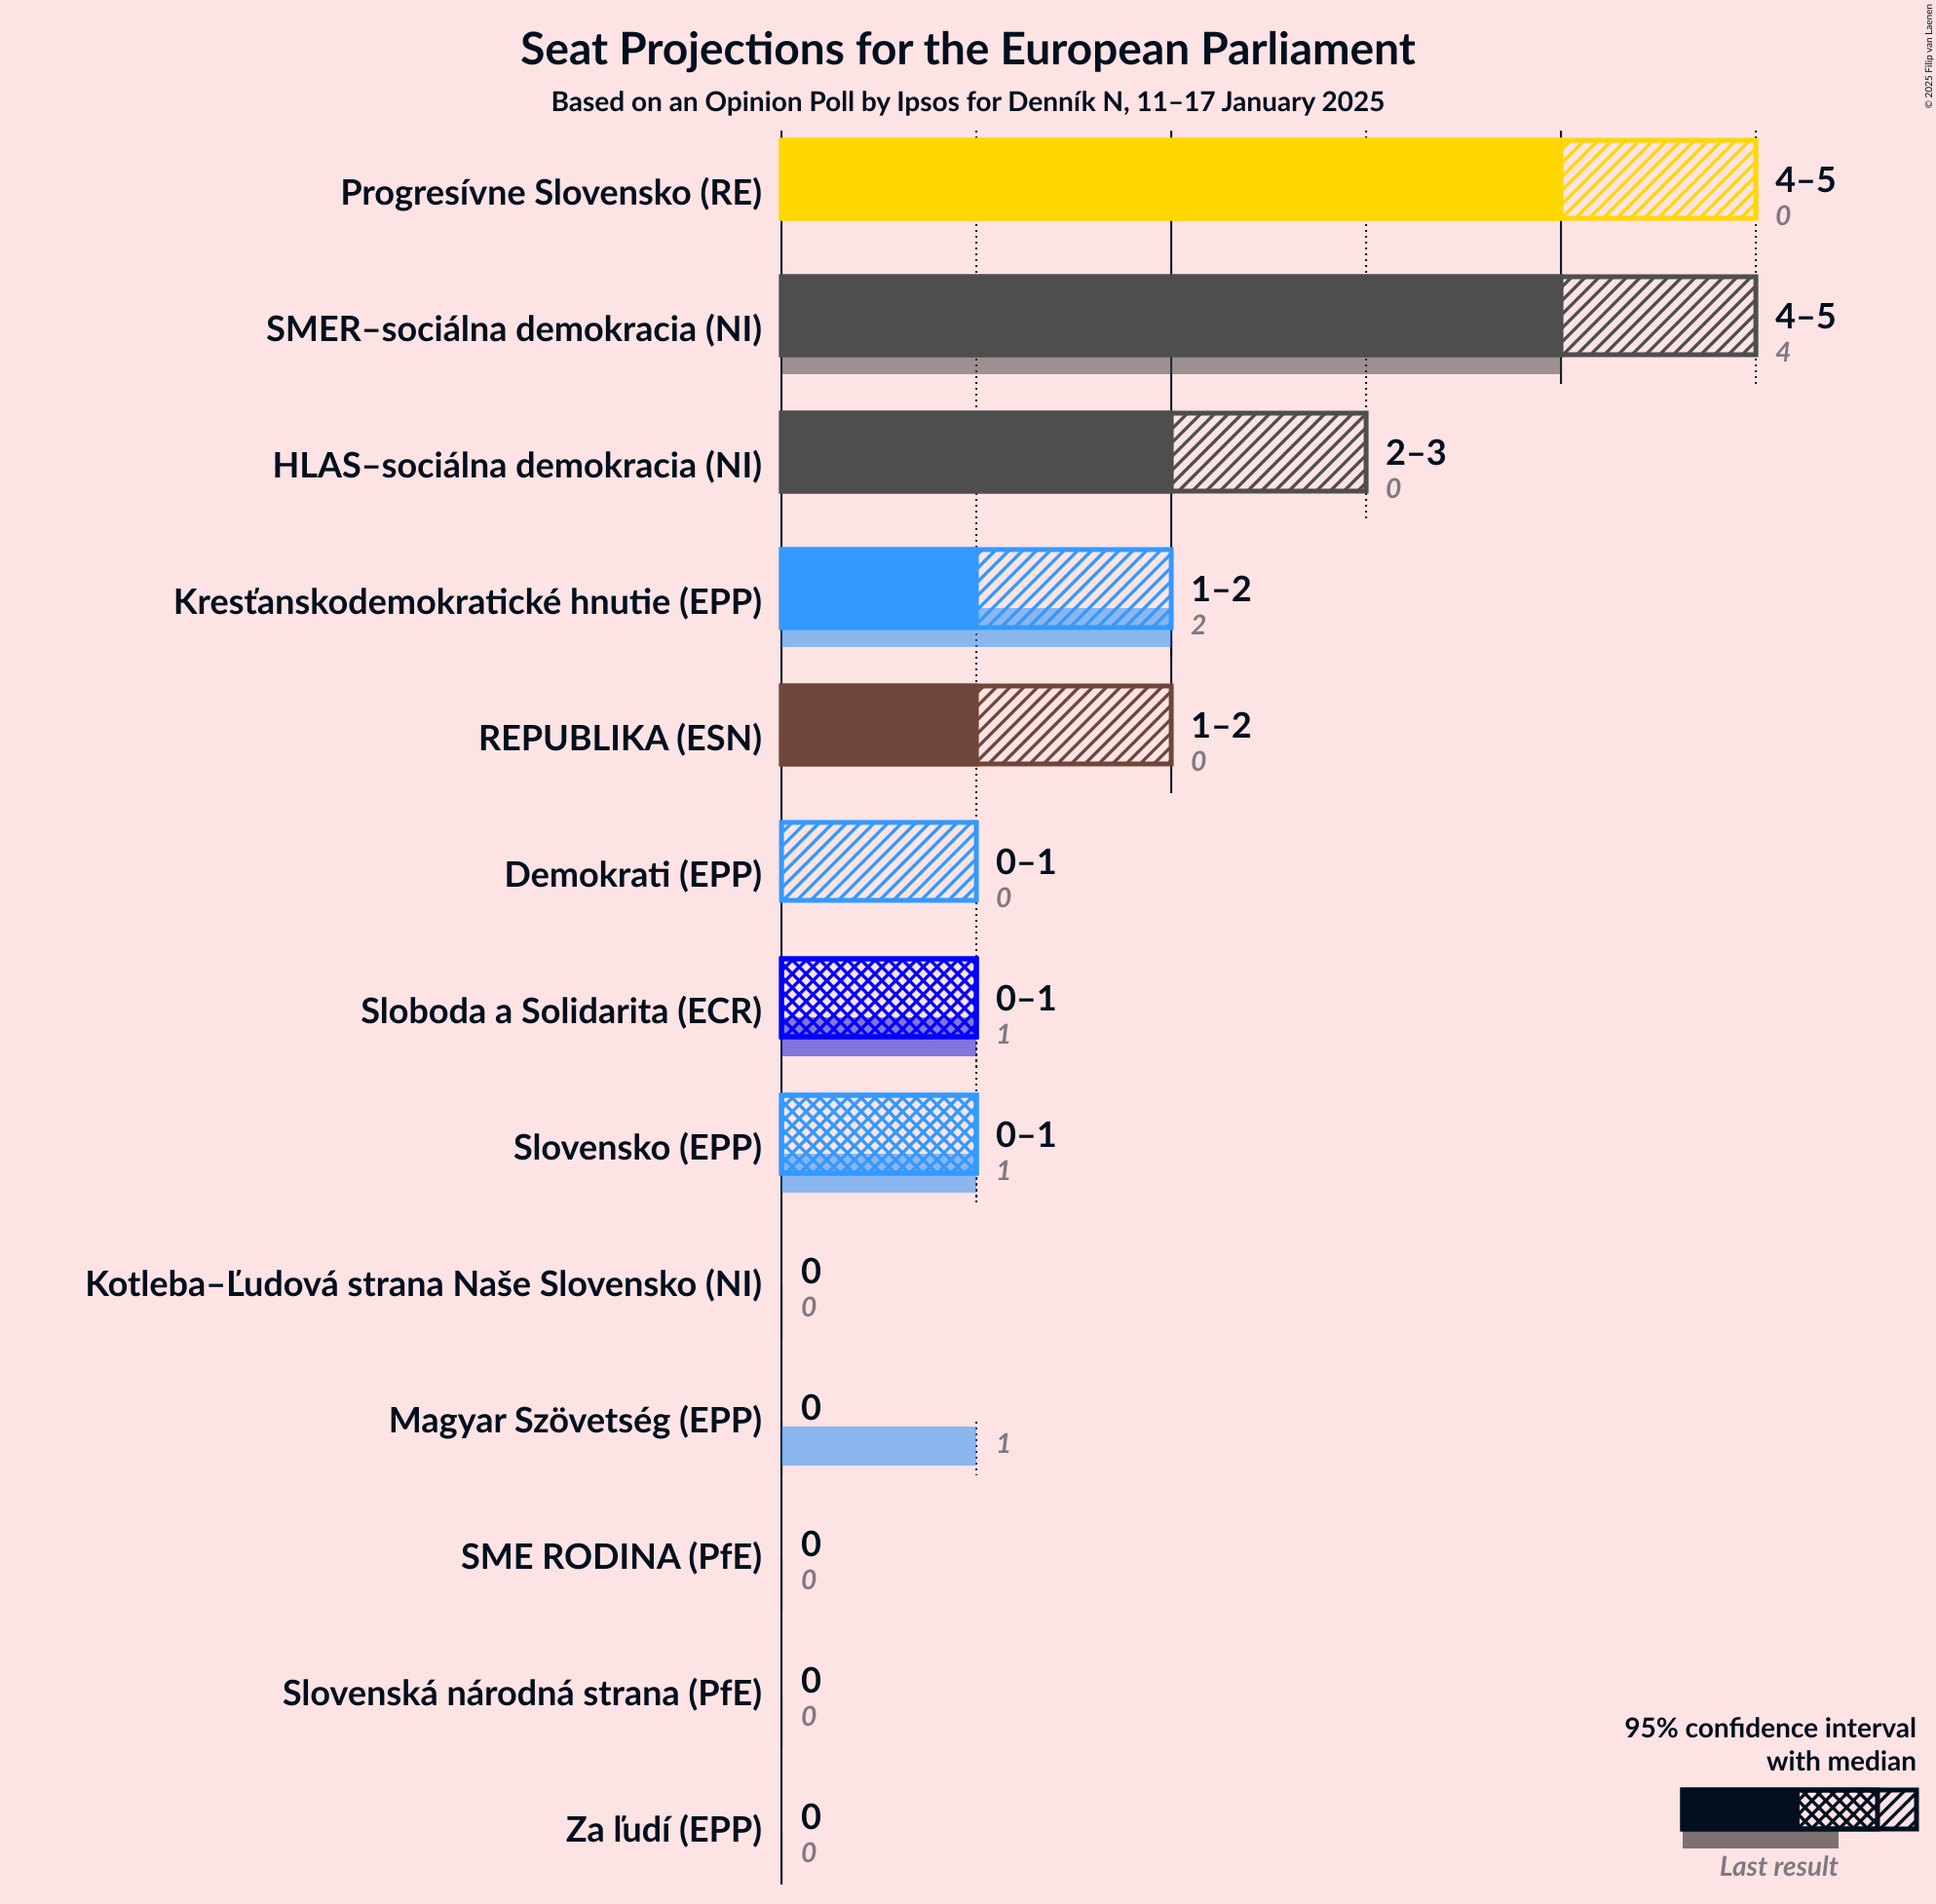 Seat Projections for the European Parliament
Based on an Opinion Poll by Ipsos for Denník N, 11–17 January 2025
© 2025 Filip van Laenen
Progresívne Slovensko (RE)
4–5
0
SMER–sociálna demokracia (NI)
4–5
4
HLAS–sociálna demokracia (NI)
2–3
0
Kresťanskodemokratické hnutie (EPP)
1–2
2
REPUBLIKA (ESN)
1–2
0
Demokrati (EPP)
0–1
0
Sloboda a Solidarita (ECR)
0–1
1
Slovensko (EPP)
0–1
1
Kotleba–Ľudová strana Naše Slovensko (NI)
0
0
Magyar Szövetség (EPP)
0
1
SME RODINA (PfE)
0
0
Slovenská národná strana (PfE)
0
0
Za ľudí (EPP)
0
0
95% confidence interval
with median
Last result